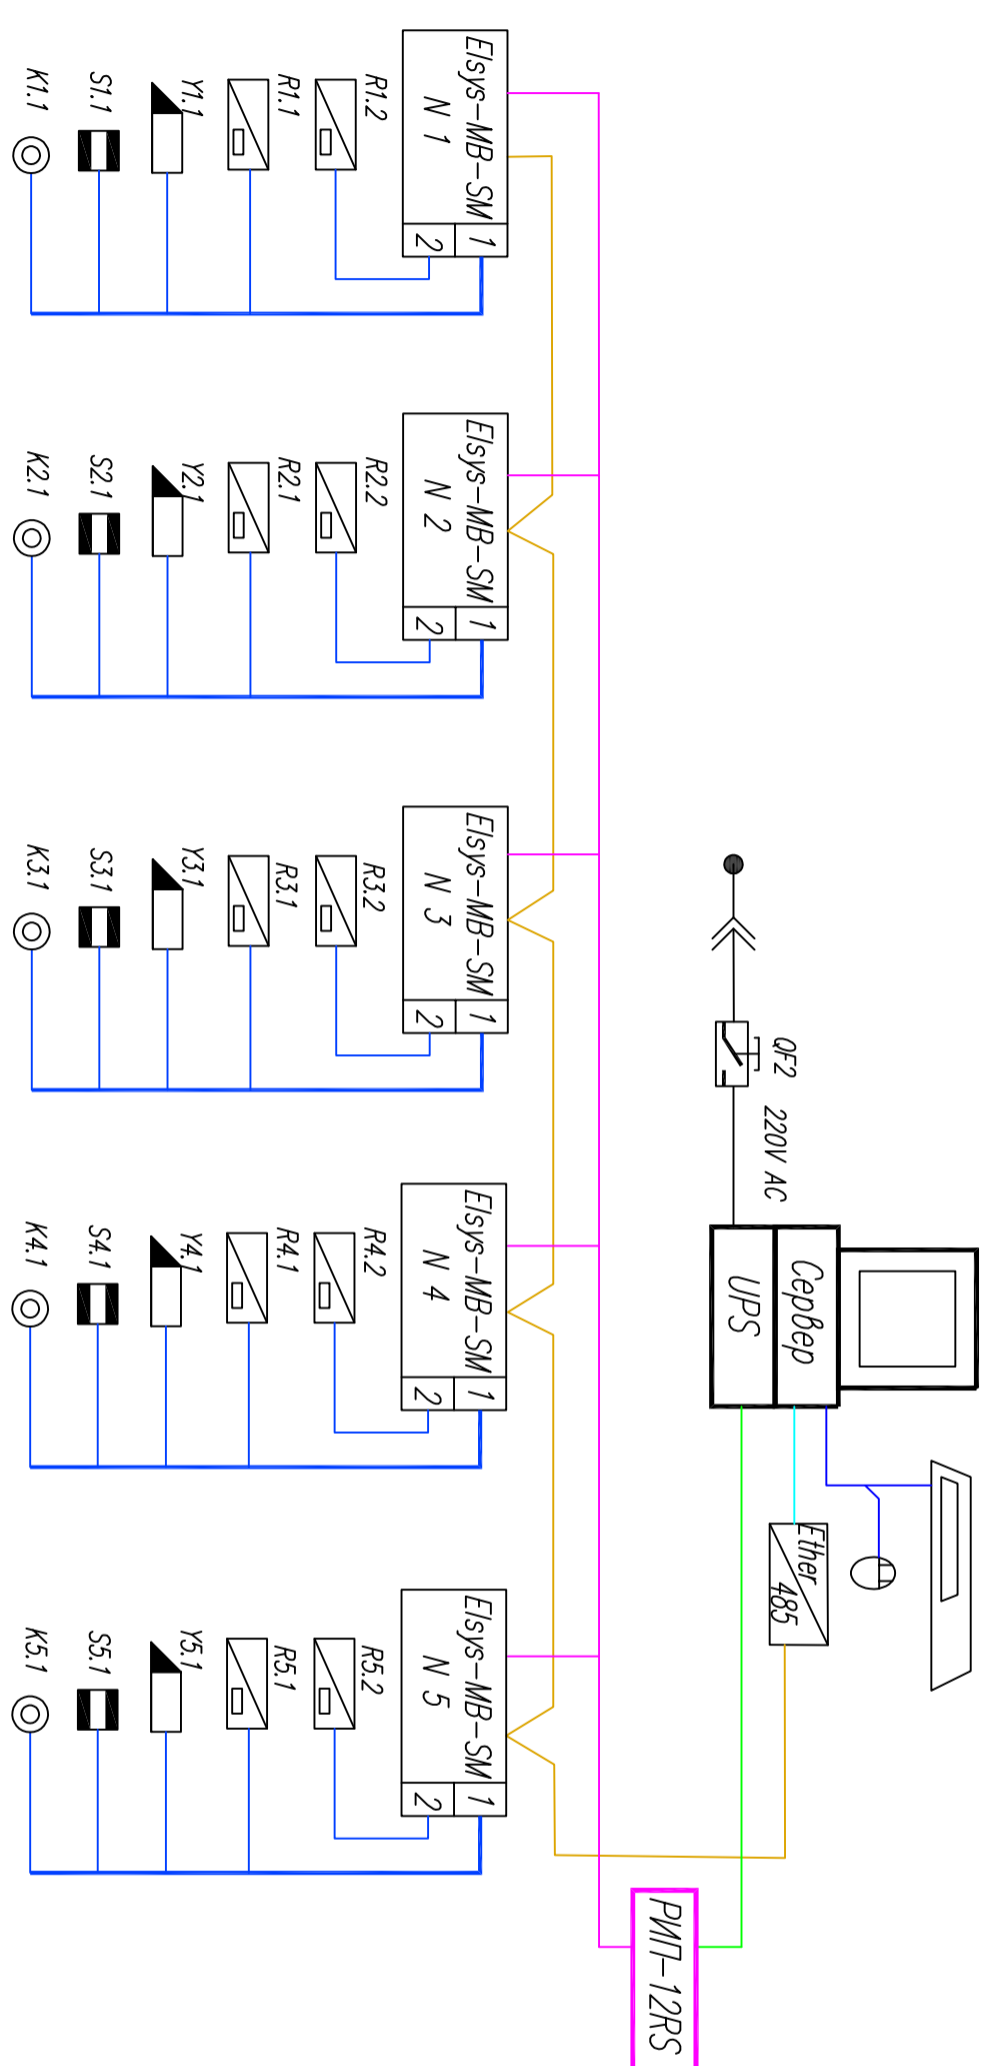 QF2
220V AC
Сервер
UPS
Ether
485
РИП-12RS
Elsys-MB-SM
N 1
1
2
Elsys-MB-SM
N 2
1
2
Elsys-MB-SM
N 3
1
2
Elsys-MB-SM
N 4
1
2
Elsys-MB-SM
N 5
1
2
R1.2
R1.1
Y1.1
S1.1
K1.1
R2.2
R2.1
Y2.1
S2.1
K2.1
R3.2
R3.1
Y3.1
S3.1
K3.1
R4.2
R4.1
Y4.1
S4.1
K4.1
R5.2
R5.1
Y5.1
S5.1
K5.1